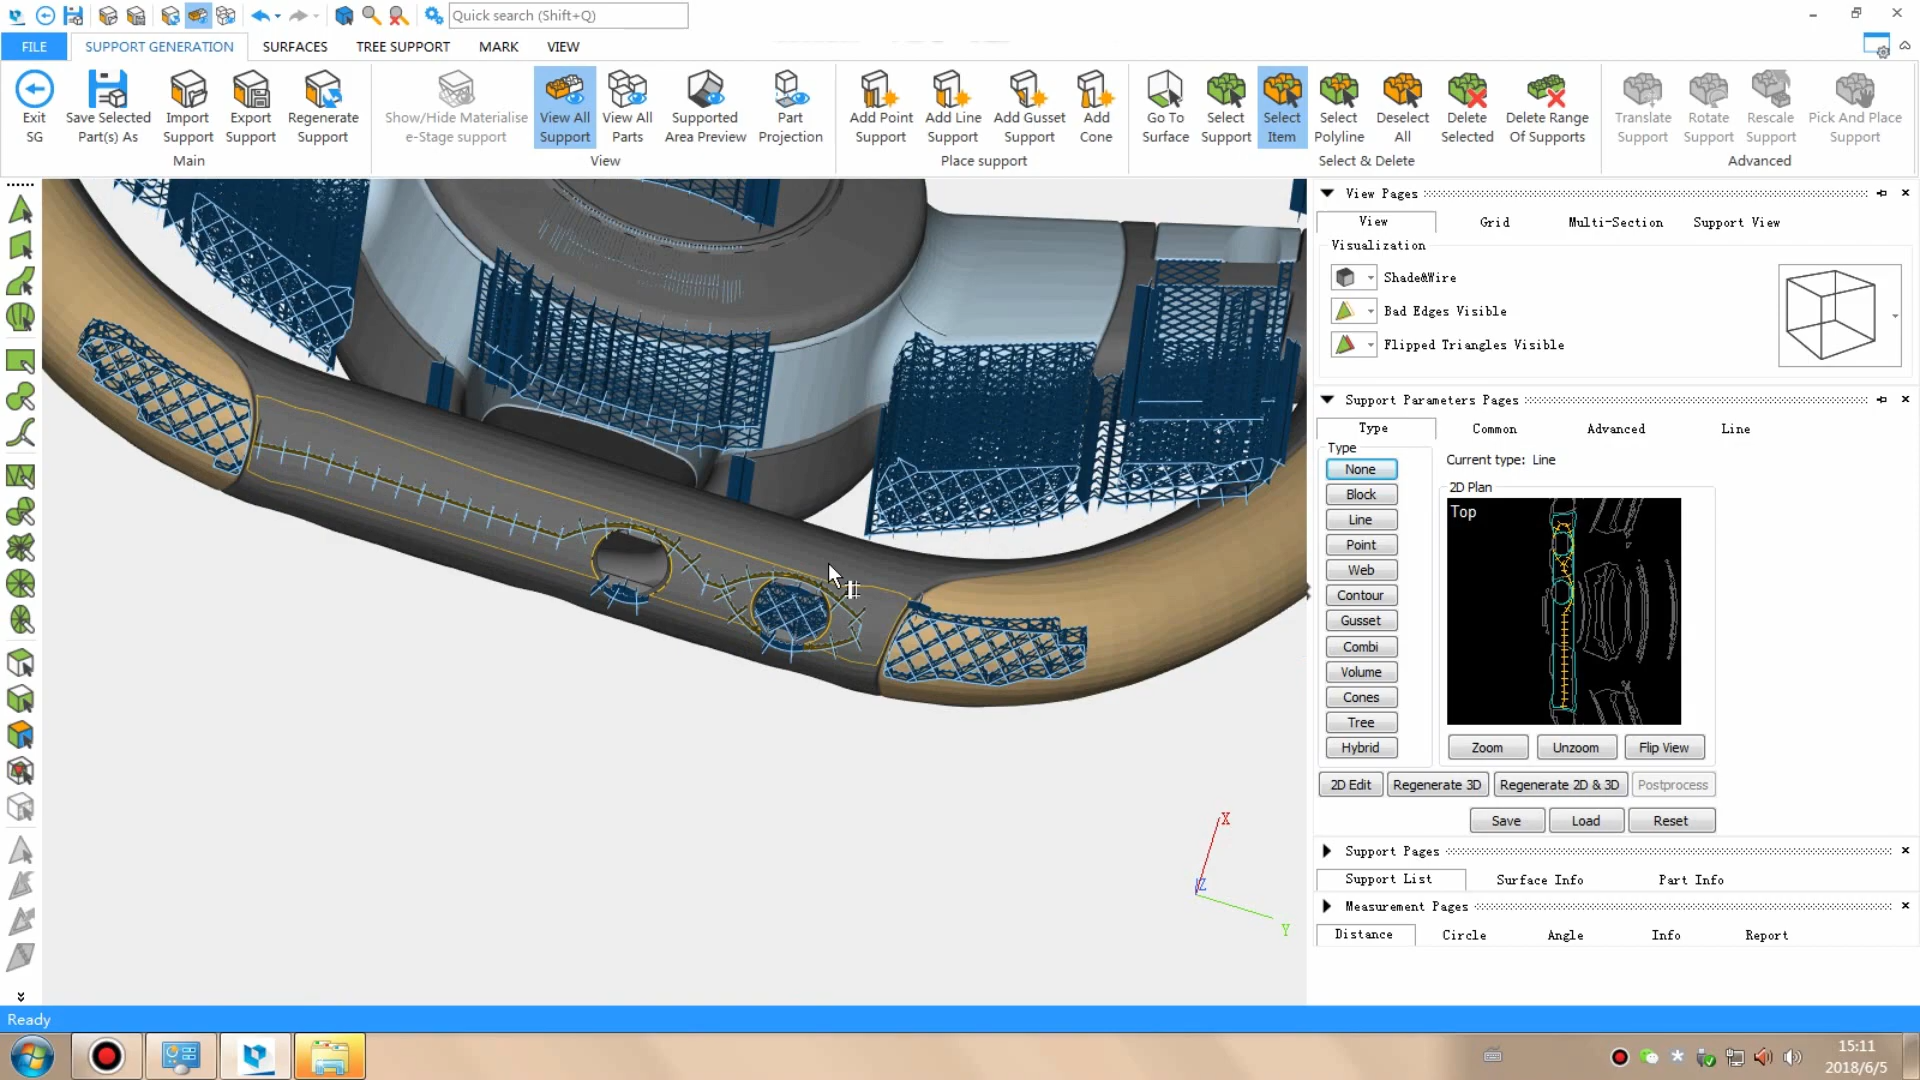 Quick search (Shift+Q)
FILE
SUPPORT GENERATION
SURFACES
TREE SUPPORT
MARK
VIEW
Exit SG
Save Selected Part(s) As
Import Support
Export Support
Regenerate Support
Main
Show/Hide Materialise e-Stage support
View All Support
View All Parts
Supported Area Preview
Part Projection
View
Add Point Support
Add Line Support
Add Gusset Support
Add Cone
Place support
Go To Surface
Select Support
Select Item
Select Polyline
Deselect All
Delete Selected
Delete Range Of Supports
Select & Delete
Translate Support
Rotate Support
Rescale Support
Pick And Place Support
Advanced
View Pages
View
Grid
Multi-Section
Support View
Visualization
Shade&Wire
Bad Edges Visible
Flipped Triangles Visible
Support Parameters Pages
Type
Common
Advanced
Line
Type
None
Block
Line
Point
Web
Contour
Gusset
Combi
Volume
Cones
Tree
Hybrid
Current type: Line
2D Plan
Top
Zoom
Unzoom
Flip View
2D Edit
Regenerate 3D
Regenerate 2D & 3D
Postprocess
Save
Load
Reset
Support Pages
Support List
Surface Info
Part Info
Measurement Pages
Distance
Circle
Angle
Info
Report
X
Z
Y
Ready
15:11
2018/6/5